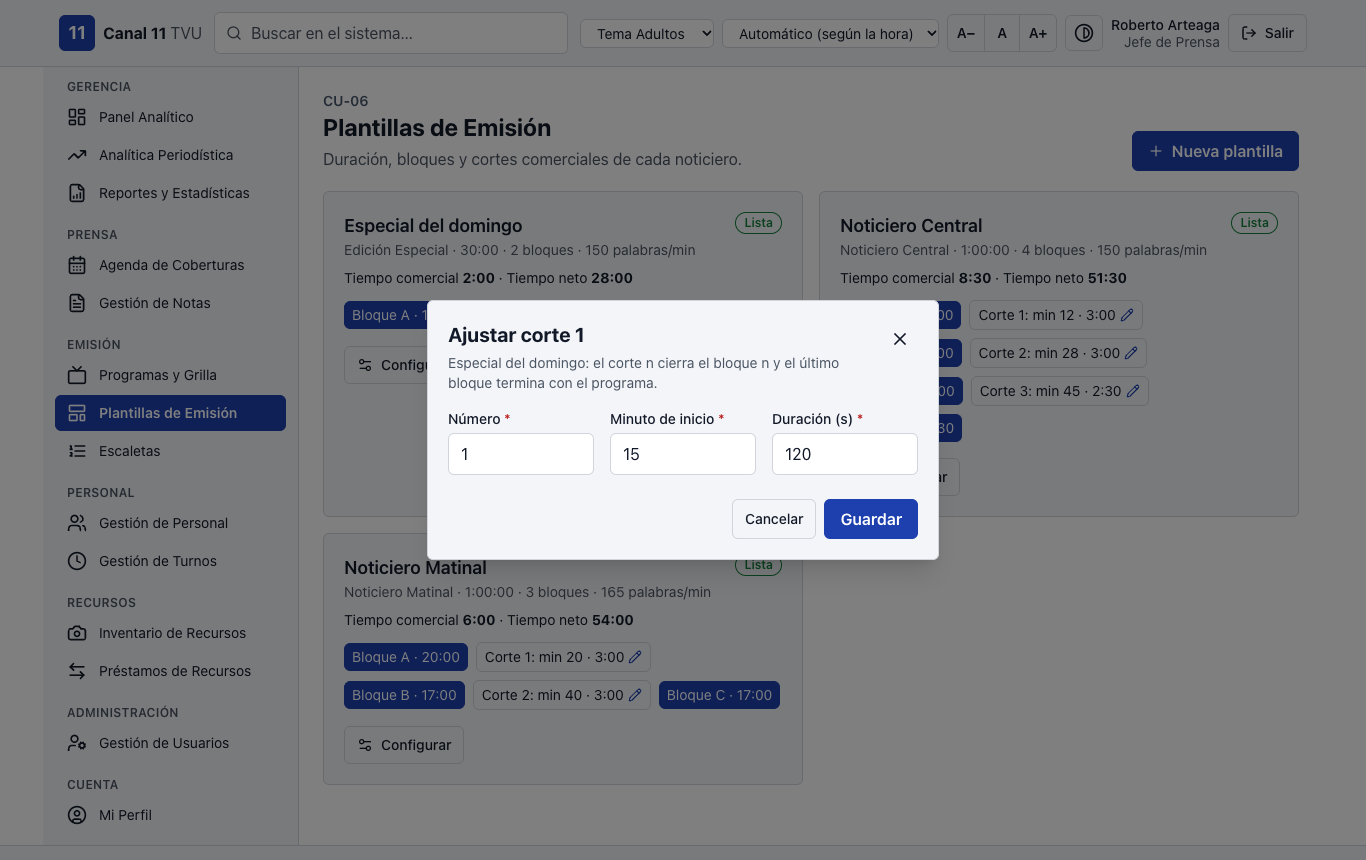 11 Canal 11 TVU
Buscar en el sistema...
Tema Adultos
Automático (según la hora)
A− A A+
Roberto Arteaga
Jefe de Prensa
Salir
GERENCIA
Panel Analítico
Analítica Periodística
Reportes y Estadísticas
PRENSA
Agenda de Coberturas
Gestión de Notas
EMISIÓN
Programas y Grilla
Plantillas de Emisión
Escaletas
PERSONAL
Gestión de Personal
Gestión de Turnos
RECURSOS
Inventario de Recursos
Préstamos de Recursos
ADMINISTRACIÓN
Gestión de Usuarios
CUENTA
Mi Perfil
CU-06
Plantillas de Emisión
Duración, bloques y cortes comerciales de cada noticiero.
+ Nueva plantilla
Especial del domingo
Lista
Edición Especial · 30:00 · 2 bloques · 150 palabras/min
Tiempo comercial 2:00 · Tiempo neto 28:00
Bloque A · 1
Noticiero Central
Lista
Noticiero Central · 1:00:00 · 4 bloques · 150 palabras/min
Tiempo comercial 8:30 · Tiempo neto 51:30
Corte 1: min 12 · 3:00
Corte 2: min 28 · 3:00
Corte 3: min 45 · 2:30
Ajustar corte 1
Especial del domingo: el corte n cierra el bloque n y el último
bloque termina con el programa.
Número * Minuto de inicio * Duración (s) *
1 15 120
Cancelar Guardar
Noticiero Matinal
Lista
Noticiero Matinal · 1:00:00 · 3 bloques · 165 palabras/min
Tiempo comercial 6:00 · Tiempo neto 54:00
Bloque A · 20:00 Corte 1: min 20 · 3:00
Bloque B · 17:00 Corte 2: min 40 · 3:00 Bloque C · 17:00
Configurar